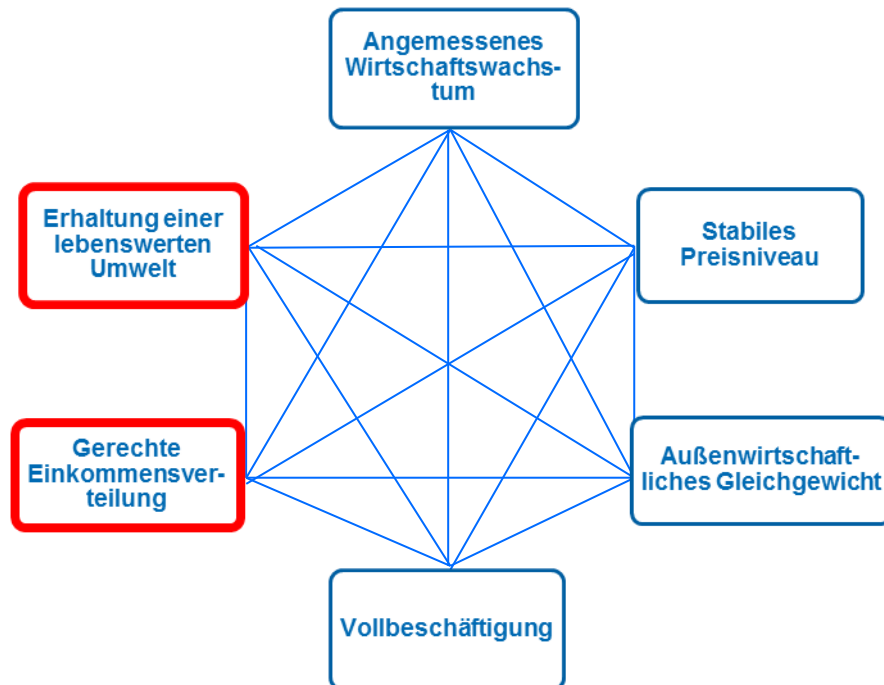 Angemessenes
Wirtschaftswachs-
tum
Erhaltung einer
lebenswerten
Umwelt
Stabiles
Preisniveau
Gerechte
Einkommensver-
teilung
Außenwirtschaft-
liches Gleichgewicht
Vollbeschäftigung